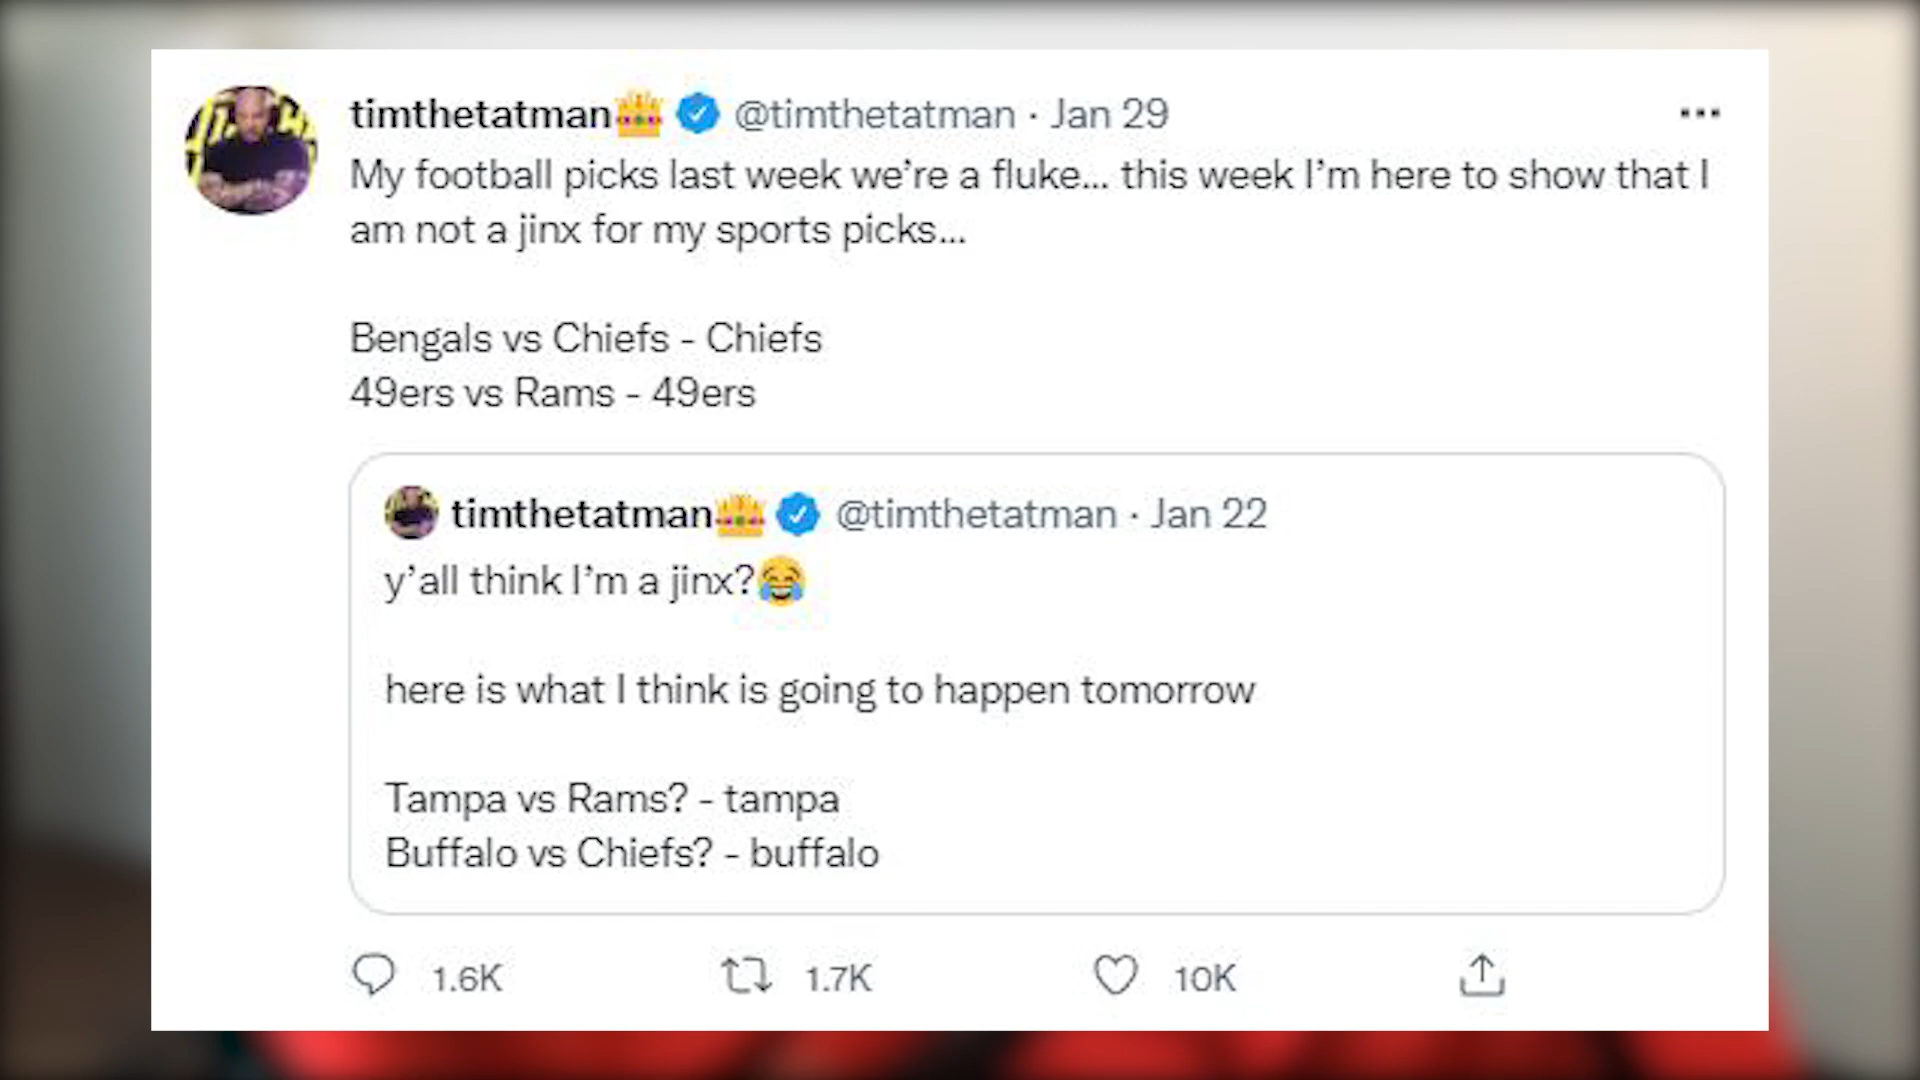 timthetatman👑 @timthetatman · Jan 29
My football picks last week we’re a fluke... this week I’m here to show that I
am not a jinx for my sports picks...
Bengals vs Chiefs - Chiefs
49ers vs Rams - 49ers
timthetatman👑 @timthetatman · Jan 22
y’all think I’m a jinx?😂
here is what I think is going to happen tomorrow
Tampa vs Rams? - tampa
Buffalo vs Chiefs? - buffalo
1.6K 1.7K 10K